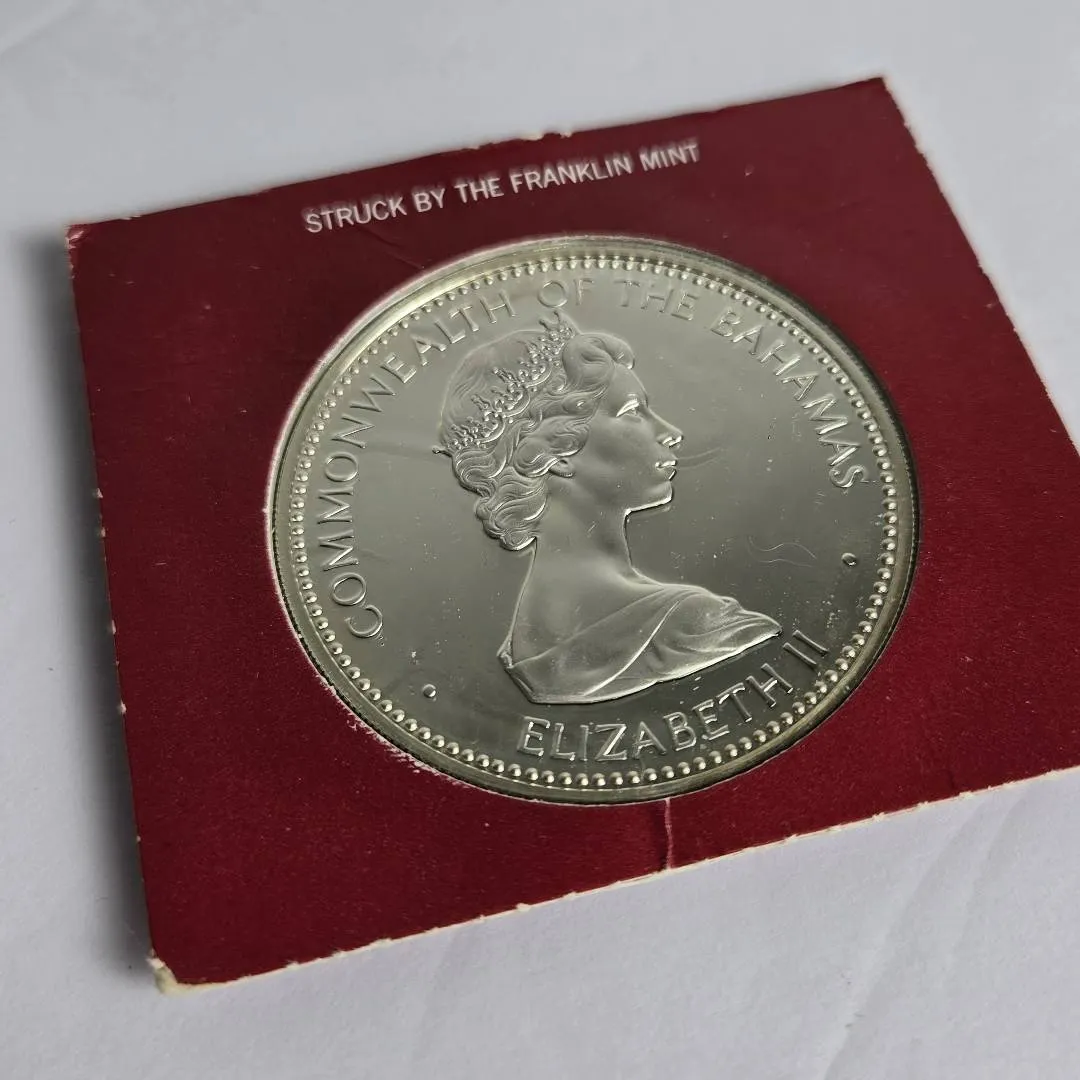 STRUCK BY THE FRANKLIN MINT
COMMONWEALTH OF THE BAHAMAS
ELIZABETH II